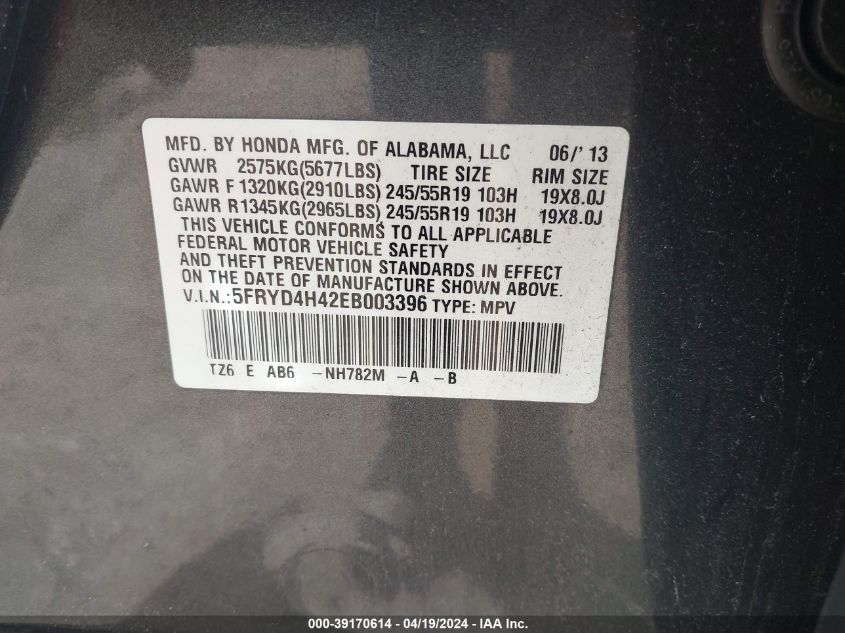 MFD. BY HONDA MFG. OF ALABAMA, LLC 06/' 13
GVWR 2575KG(5677LBS) TIRE SIZE RIM SIZE
GAWR F 1320KG(2910LBS) 245/55R19 103H 19X8.0J
GAWR R 1345KG(2965LBS) 245/55R19 103H 19X8.0J
THIS VEHICLE CONFORMS TO ALL APPLICABLE
FEDERAL MOTOR VEHICLE SAFETY
AND THEFT PREVENTION STANDARDS IN EFFECT
ON THE DATE OF MANUFACTURE SHOWN ABOVE.
V.I.N.:5FRYD4H42EB003396 TYPE: MPV
TZ6 E AB6 -NH782M -A -B
000-39170614 - 04/19/2024 - IAA Inc.